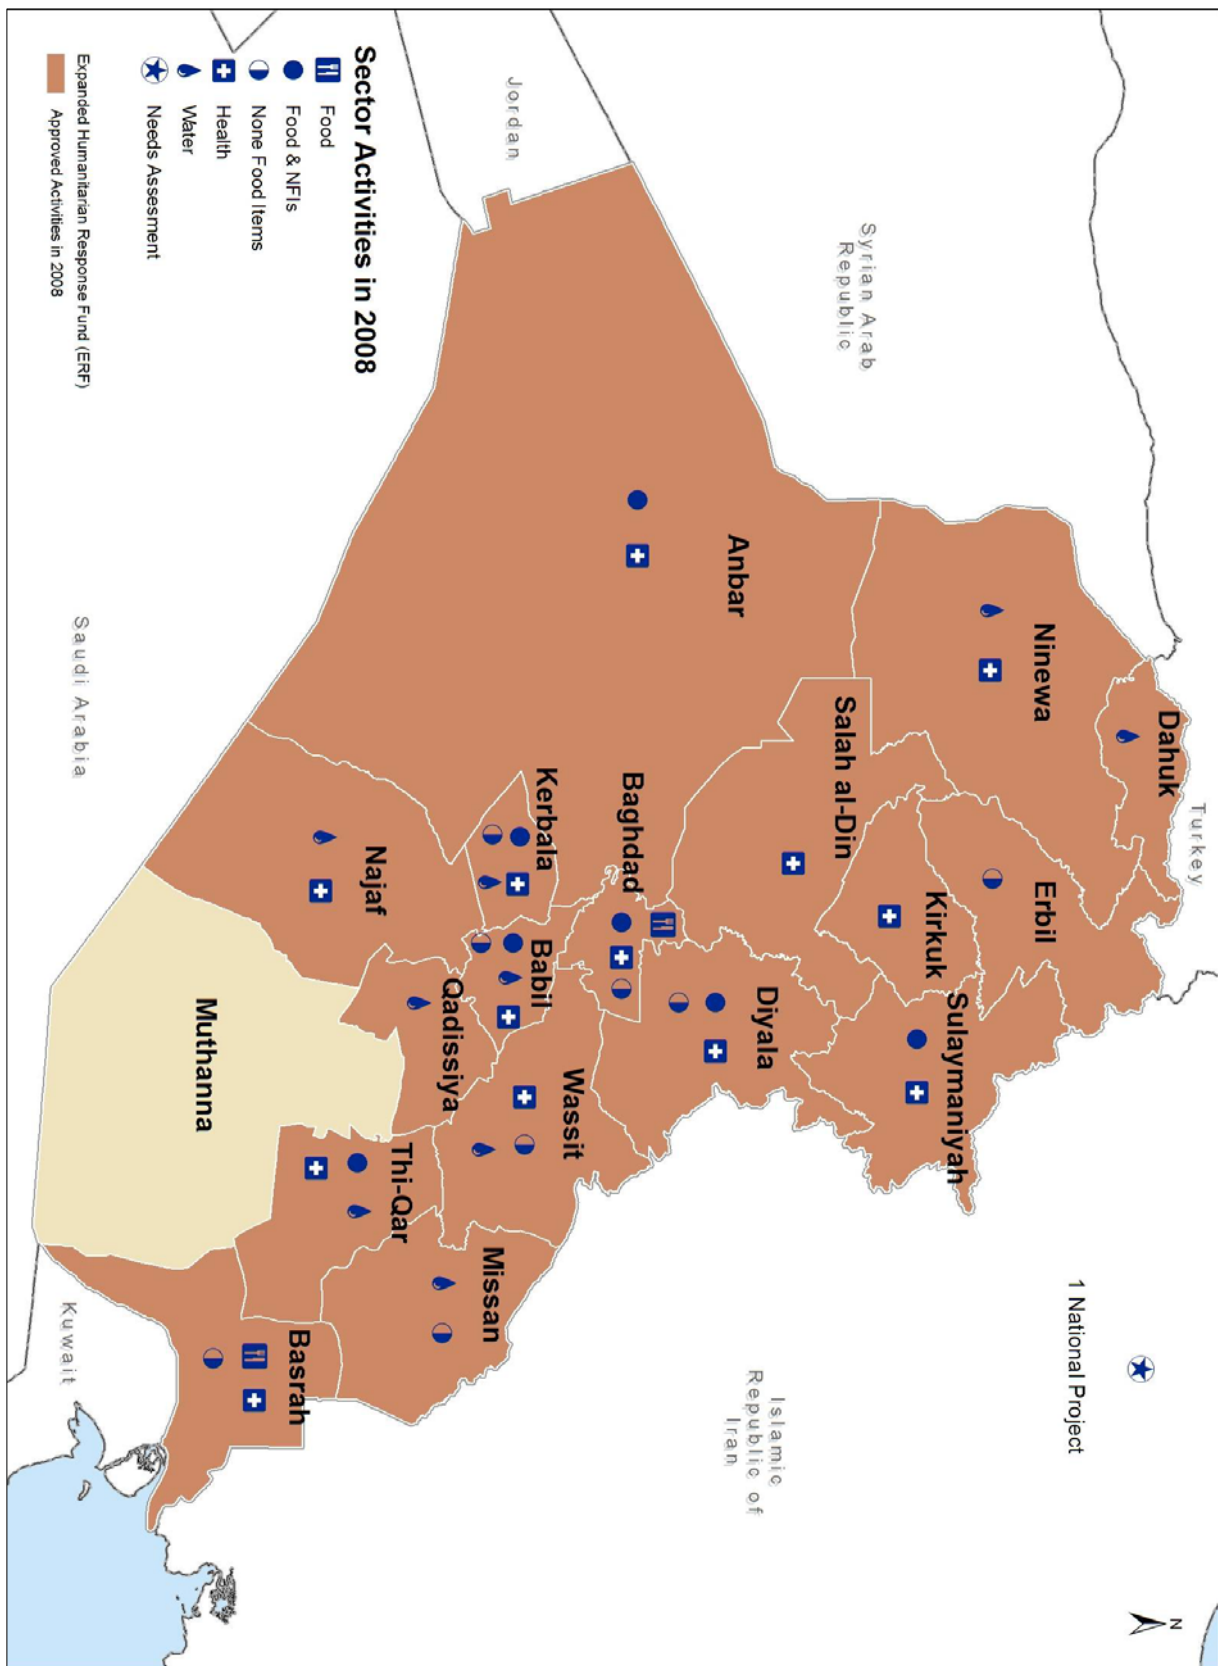 N
1 National Project
Turkey
Syrian Arab
Republic
Jordan
Islamic
Republic of
Iran
Saudi Arabia
Kuwait
Dahuk
Ninewa
Erbil
Kirkuk
Sulaymaniyah
Salah al-Din
Diyala
Anbar
Baghdad
Kerbala
Babil
Wassit
Najaf
Qadissiya
Missan
Thi-Qar
Muthanna
Basrah
Sector Activities in 2008
Food
Food & NFIs
None Food Items
Health
Water
Needs Assesment
Expanded Humanitarian Response Fund (ERF)
Approved Activities in 2008